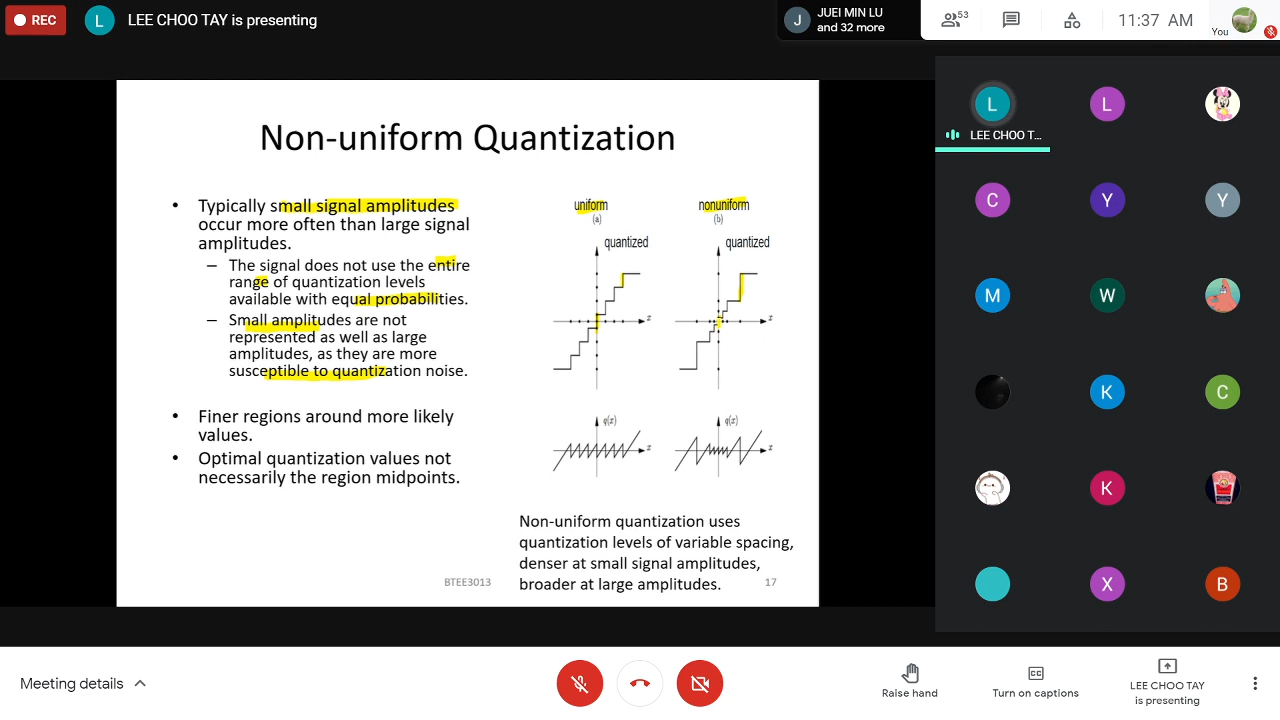 REC
L
LEE CHOO TAY is presenting
J
JUEI MIN LU
and 32 more
53
11:37 AM
You
Non-uniform Quantization
• Typically small signal amplitudes
occur more often than large signal
amplitudes.
– The signal does not use the entire
range of quantization levels
available with equal probabilities.
– Small amplitudes are not
represented as well as large
amplitudes, as they are more
susceptible to quantization noise.
• Finer regions around more likely
values.
• Optimal quantization values not
necessarily the region midpoints.
uniform
(a)
quantized
x
q(x)
x
nonuniform
(b)
quantized
x
q(x)
x
Non-uniform quantization uses
quantization levels of variable spacing,
denser at small signal amplitudes,
broader at large amplitudes.
BTEE3013
17
L
LEE CHOO T...
L
C
Y
Y
M
W
K
C
K
X
B
Meeting details
Raise hand
Turn on captions
LEE CHOO TAY
is presenting